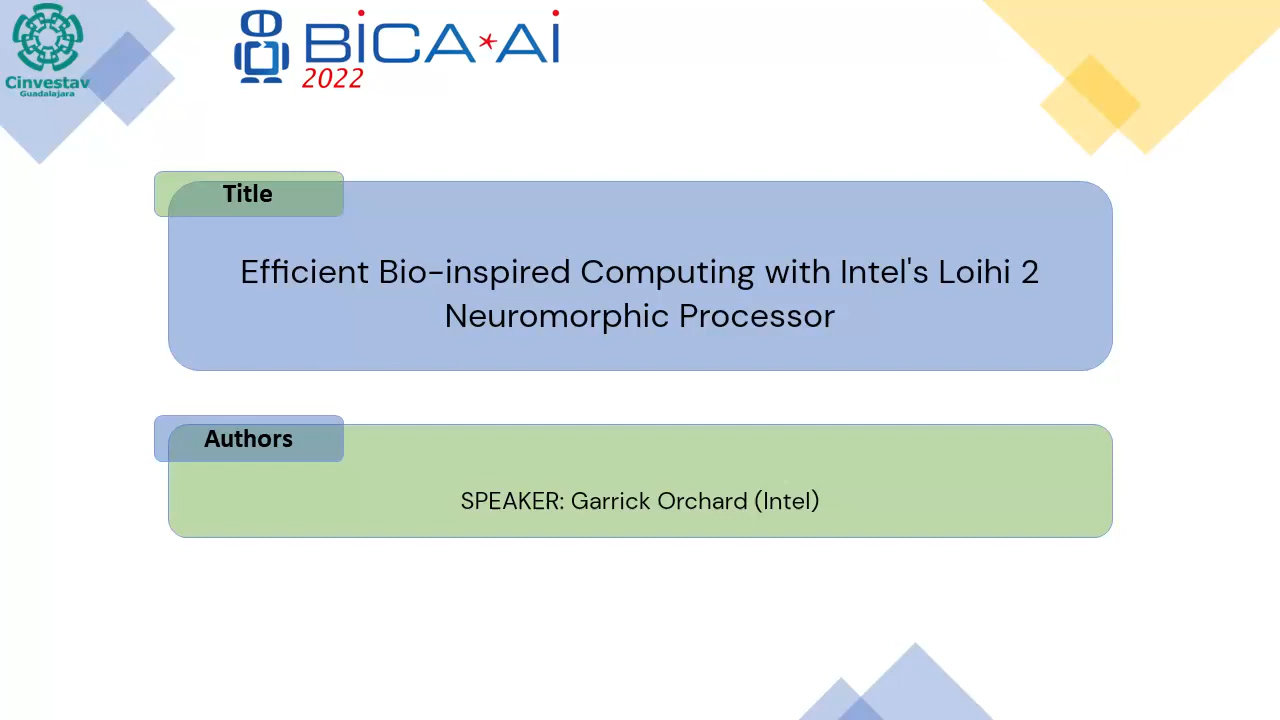 Cinvestav
Guadalajara
BiCA*Ai
2022
Title
Efficient Bio-inspired Computing with Intel's Loihi 2
Neuromorphic Processor
Authors
SPEAKER: Garrick Orchard (Intel)